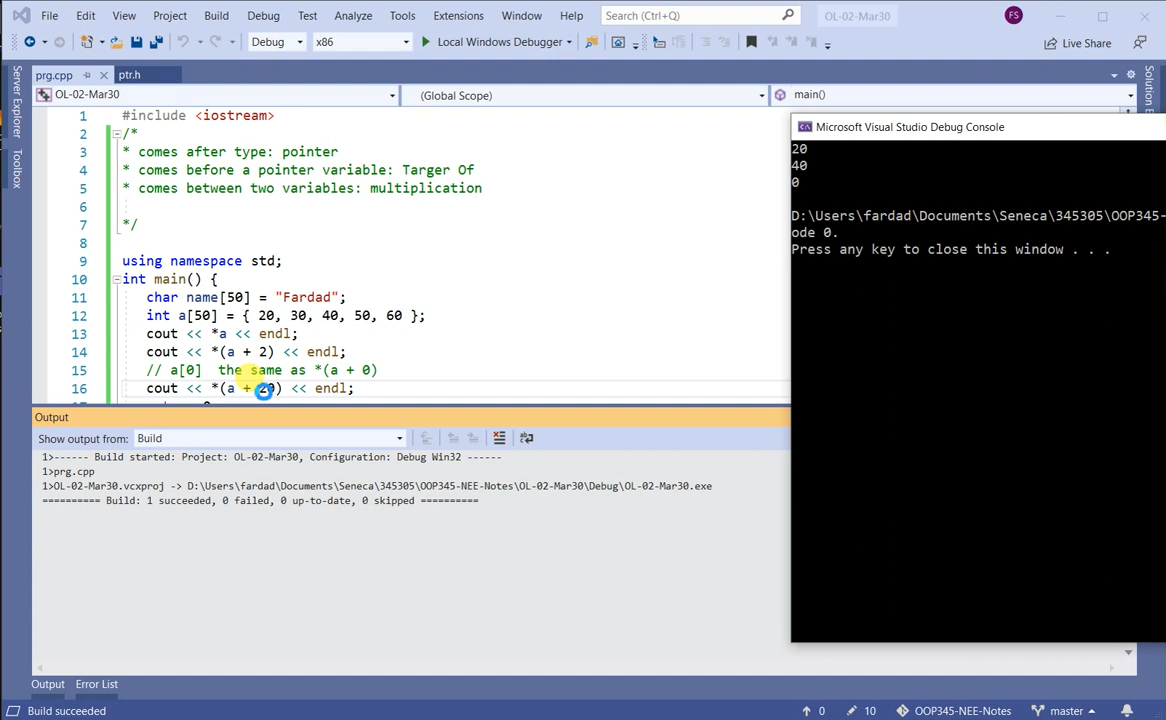 File Edit View Project Build Debug Test Analyze Tools Extensions Window Help Search (Ctrl+Q) OL-02-Mar30 FS
Debug x86 Local Windows Debugger Live Share
prg.cpp ptr.h
OL-02-Mar30 (Global Scope) main()
Server Explorer
Toolbox
1 #include <iostream>
2 /*
3 * comes after type: pointer
4 * comes before a pointer variable: Targer Of
5 * comes between two variables: multiplication
6
7 */
8
9 using namespace std;
10 int main() {
11 char name[50] = "Fardad";
12 int a[50] = { 20, 30, 40, 50, 60 };
13 cout << *a << endl;
14 cout << *(a + 2) << endl;
15 // a[0]  the same as *(a + 0)
16 cout << *(a + 20) << endl;
Microsoft Visual Studio Debug Console
20
40
0
D:\Users\fardad\Documents\Seneca\345305\OOP345-
ode 0.
Press any key to close this window . . .
Output
Show output from: Build
1>------ Build started: Project: OL-02-Mar30, Configuration: Debug Win32 ------
1>prg.cpp
1>OL-02-Mar30.vcxproj -> D:\Users\fardad\Documents\Seneca\345305\OOP345-NEE-Notes\OL-02-Mar30\Debug\OL-02-Mar30.exe
========== Build: 1 succeeded, 0 failed, 0 up-to-date, 0 skipped ==========
Output Error List
Build succeeded 0 10 OOP345-NEE-Notes master